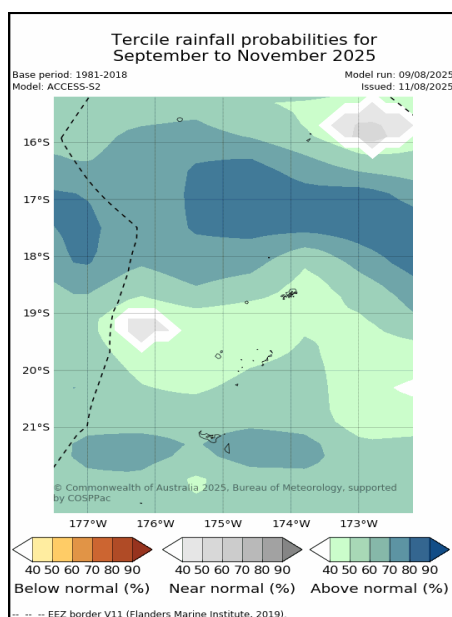 Tercile rainfall probabilities for
September to November 2025
Base period: 1981-2018
Model run: 09/08/2025
Model: ACCESS-S2
Issued: 11/08/2025
16°S
17°S
18°S
19°S
20°S
21°S
© Commonwealth of Australia 2025, Bureau of Meteorology, supported
by COSPPac
177°W 176°W 175°W 174°W 173°W
40 50 60 70 80 90 40 50 60 70 80 90 40 50 60 70 80 90
Below normal (%) Near normal (%) Above normal (%)
-- -- -- EEZ border V11 (Flanders Marine Institute, 2019).